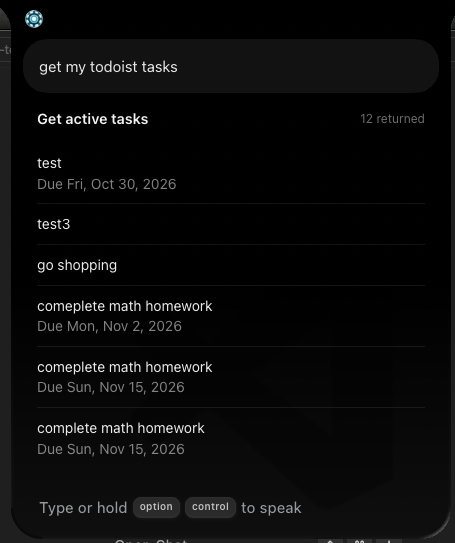 get my todoist tasks
Get active tasks 12 returned
test
Due Fri, Oct 30, 2026
test3
go shopping
comeplete math homework
Due Mon, Nov 2, 2026
comeplete math homework
Due Sun, Nov 15, 2026
complete math homework
Due Sun, Nov 15, 2026
Type or hold option control to speak